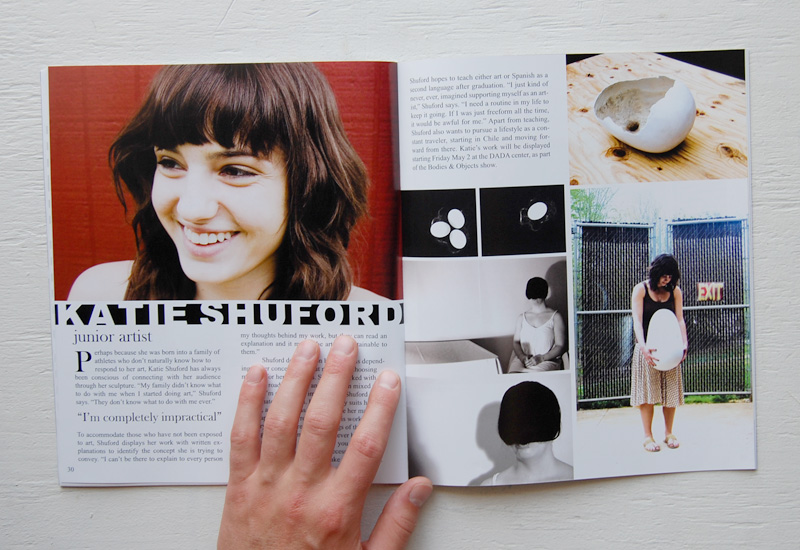 KATIE SHUFORD
junior artist
Perhaps because she was born into a family of
athletes who don't naturally know how to
respond to her art, Katie Shuford has always
been conscious of connecting with her audience
through her sculpture. "My family didn't know what
to do with me when I started doing art," Shuford
says. "They don't know what to do with me ever."
"I'm completely impractical"
To accommodate those who have not been exposed
to art, Shuford displays her work with written ex-
planations to identify the concept she is trying to
convey. "I can't be there to explain to every person
30
my thoughts behind my work, but they can read an
explanation and it
them."
Shuford
Shuford hopes to teach either art or Spanish as a
second language after graduation. "I just kind of
never, ever, imagined supporting myself as an art-
ist," Shuford says. "I need a routine in my life to
keep it going. If I was just freeform all the time,
it would be awful for me." Apart from teaching,
Shuford also wants to pursue a lifestyle as a con-
stant traveler, starting in Chile and moving for-
ward from there. Katie's work will be displayed
starting Friday May 2 at the DADA center, as part
of the Bodies & Objects show.
EXIT